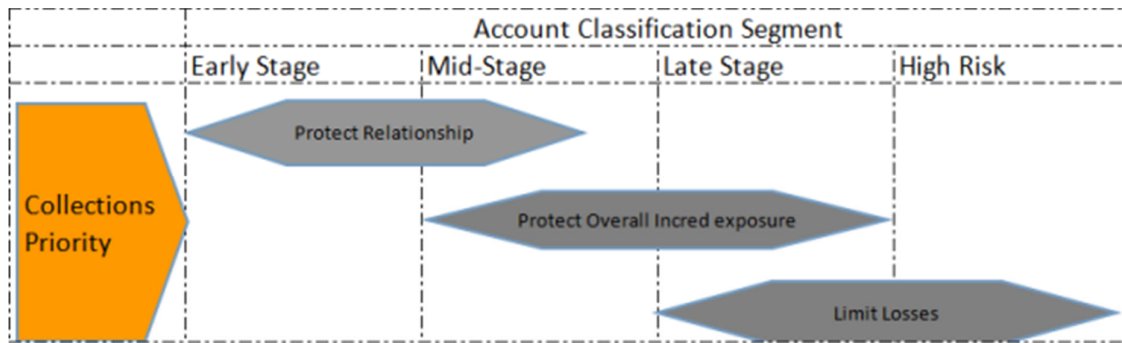 Account Classification Segment
Early Stage Mid-Stage Late Stage High Risk
Protect Relationship
Collections
Priority
Protect Overall Incred exposure
Limit Losses